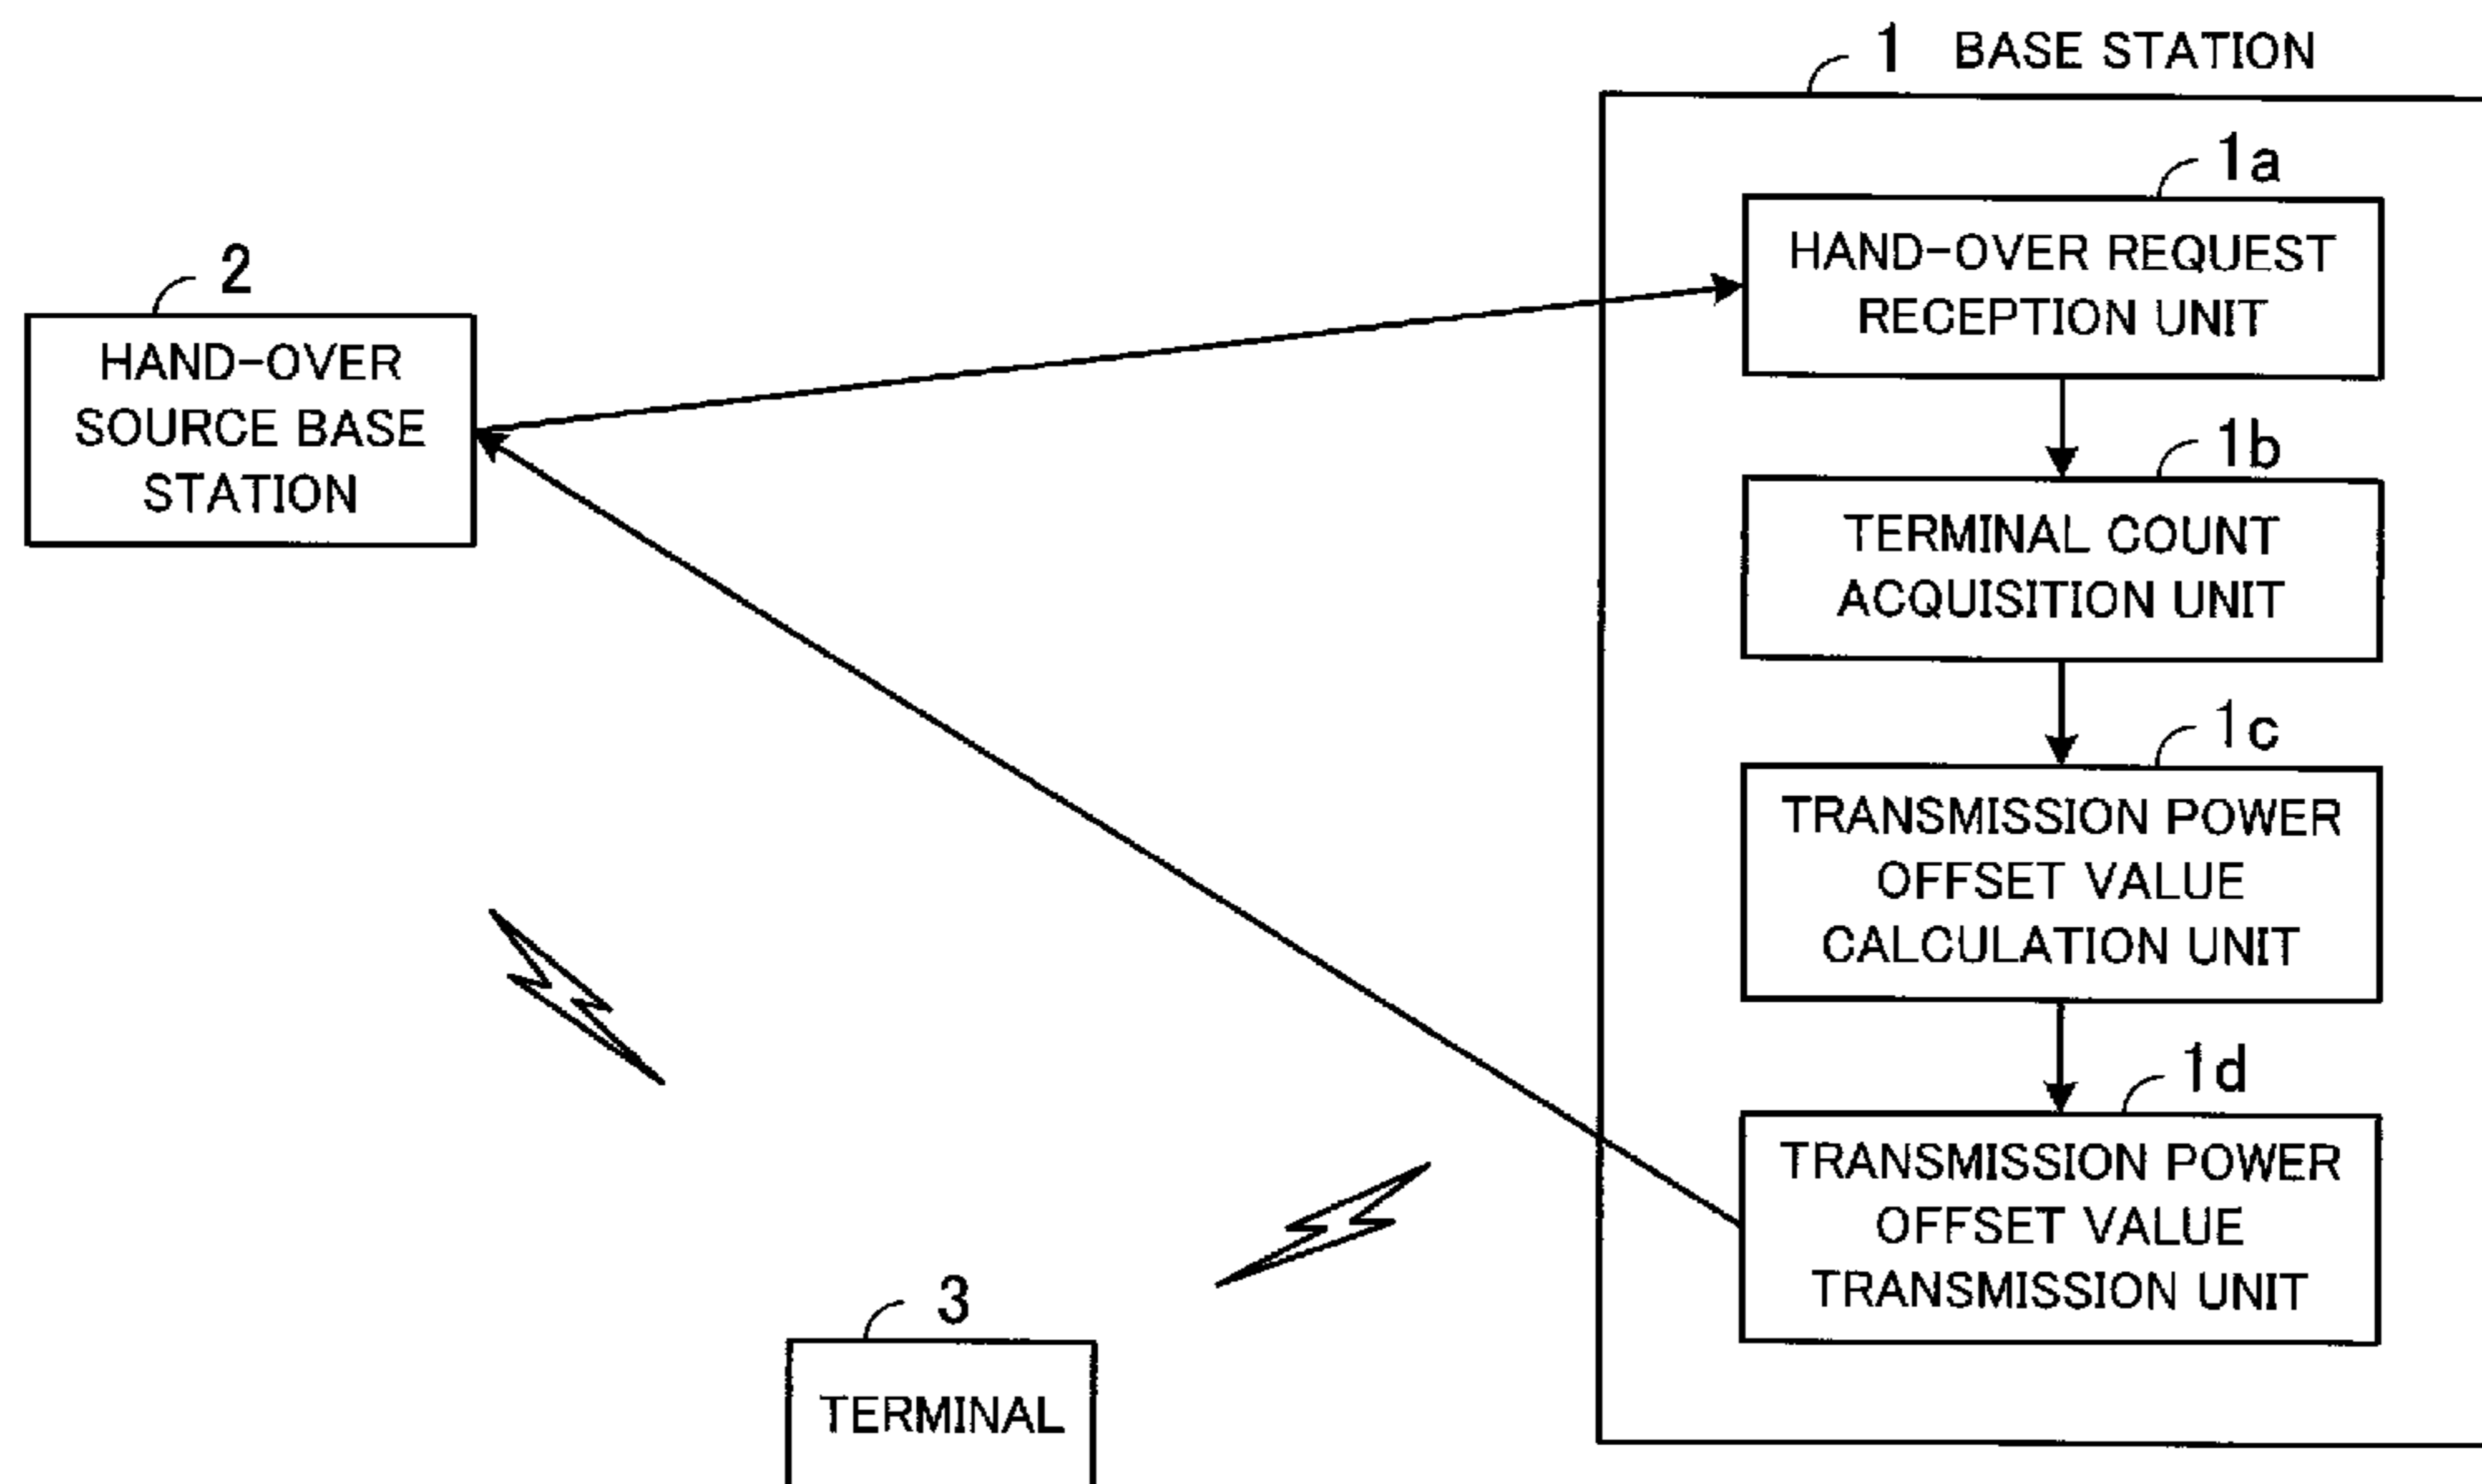 1 BASE STATION
1a
HAND-OVER REQUEST
RECEPTION UNIT
2
HAND-OVER
SOURCE BASE
STATION
1b
TERMINAL COUNT
ACQUISITION UNIT
1c
TRANSMISSION POWER
OFFSET VALUE
CALCULATION UNIT
1d
TRANSMISSION POWER
OFFSET VALUE
TRANSMISSION UNIT
3
TERMINAL